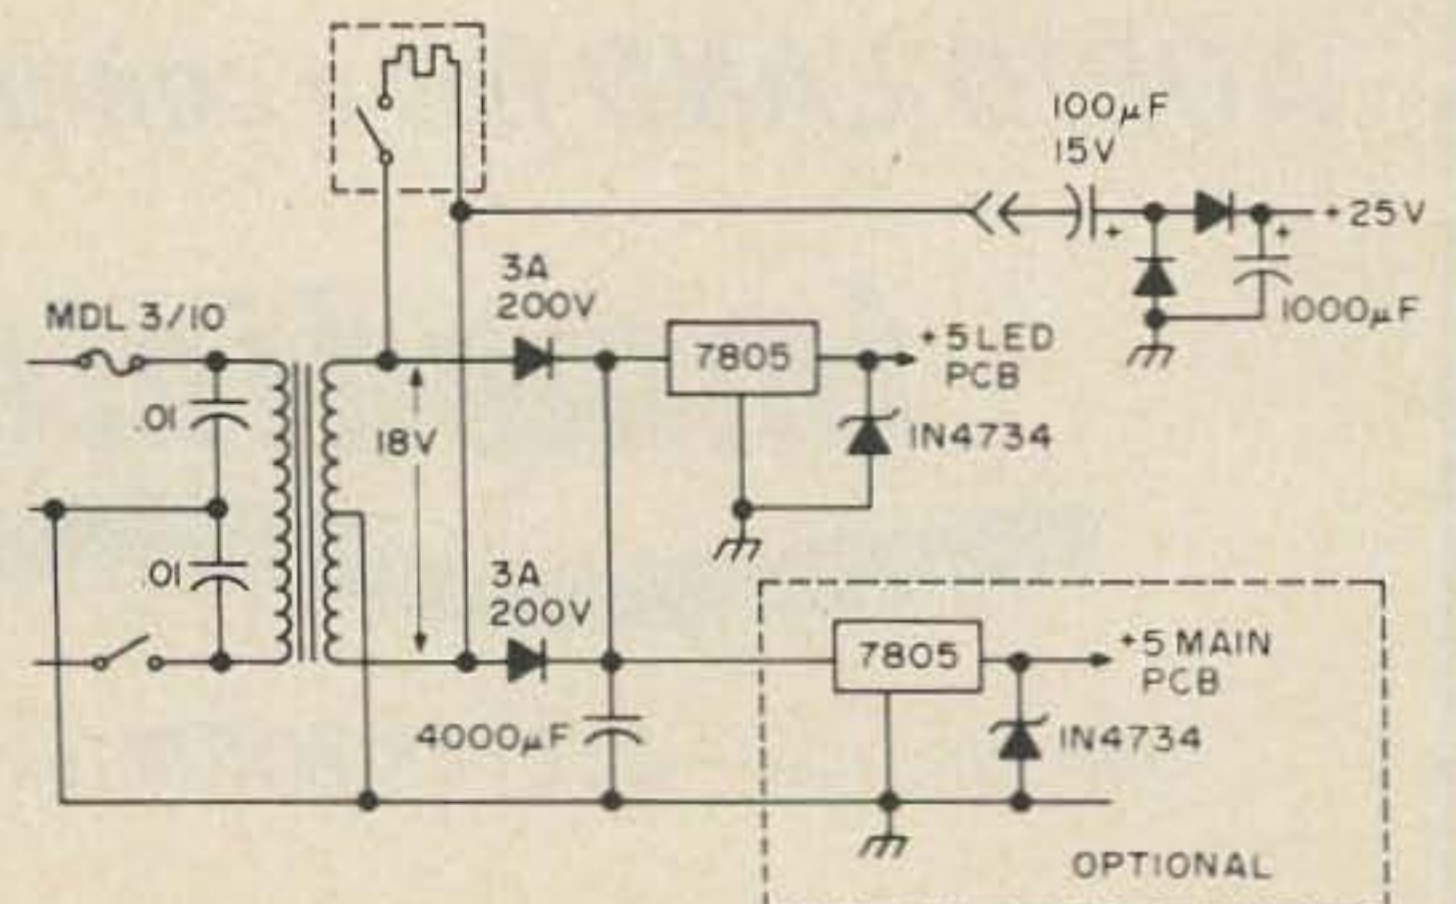 100µF
15V
+
+
+25V
1000µF
3A
200V
MDL 3/10
7805
+5 LED
PCB
.01
18V
IN4734
.01
3A
200V
7805
+5 MAIN
PCB
4000µF
IN4734
OPTIONAL